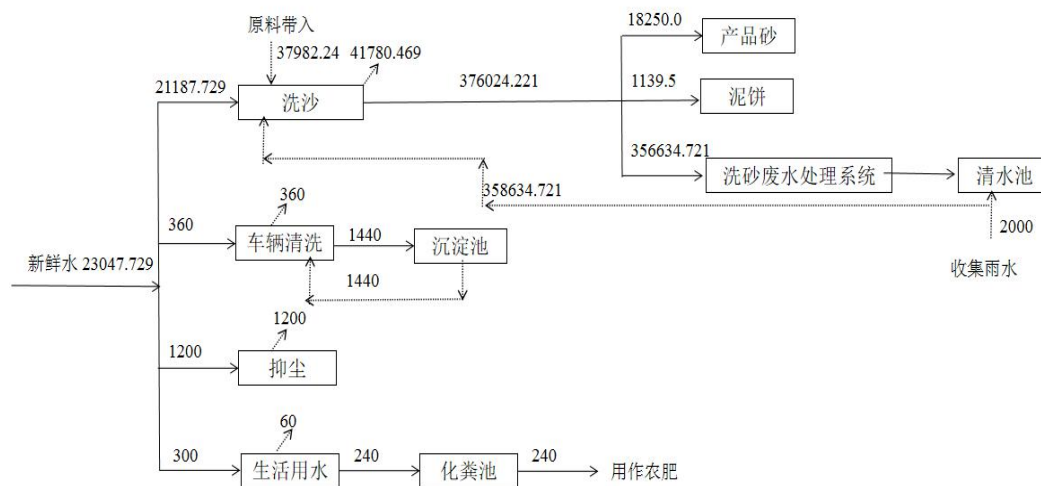 原料带入
37982.24
41780.469
21187.729
洗沙
376024.221
18250.0
产品砂
1139.5
泥饼
356634.721
洗砂废水处理系统
清水池
358634.721
2000
收集雨水
新鲜水 23047.729
360
360
车辆清洗
1440
沉淀池
1440
1200
1200
抑尘
300
60
生活用水
240
化粪池
240
用作农肥